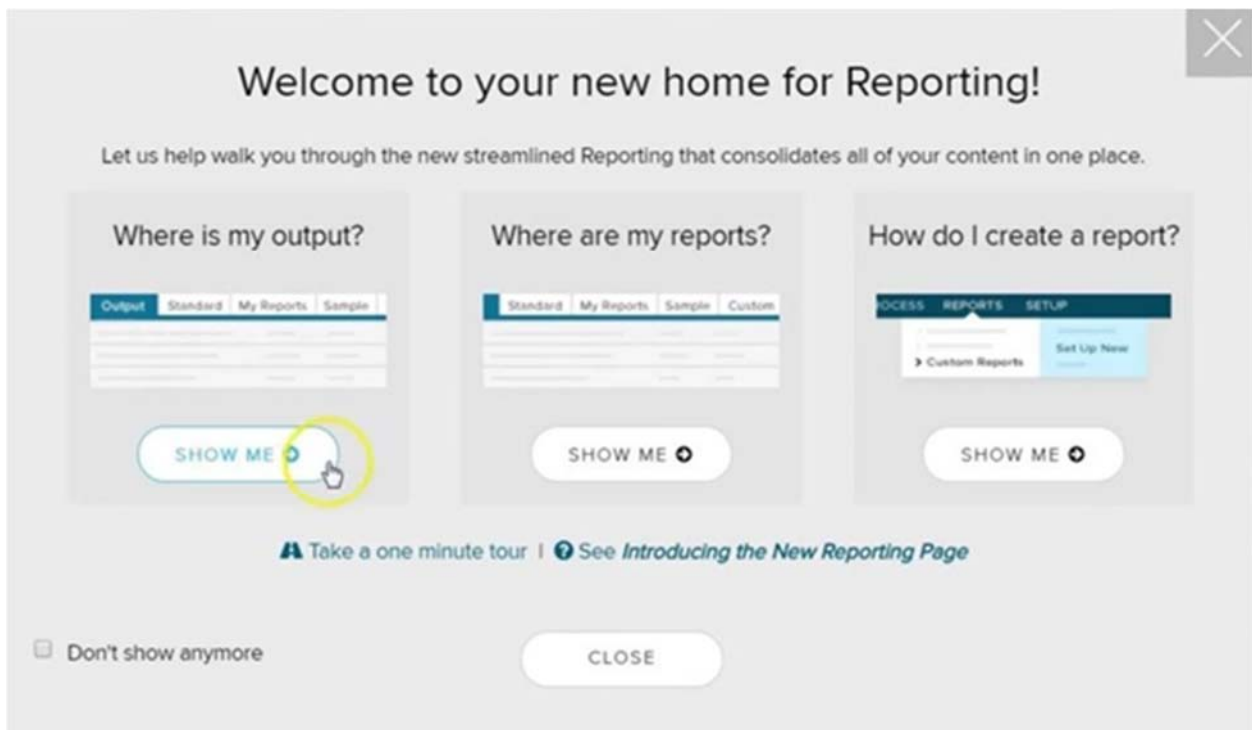 Welcome to your new home for Reporting!
Let us help walk you through the new streamlined Reporting that consolidates all of your content in one place.
Where is my output?
Output Standard My Reports Sample
SHOW ME
Where are my reports?
Standard My Reports Sample Custom
SHOW ME
How do I create a report?
OCESS REPORTS SETUP
Set Up New
Custom Reports
SHOW ME
Take a one minute tour | See Introducing the New Reporting Page
Don't show anymore
CLOSE